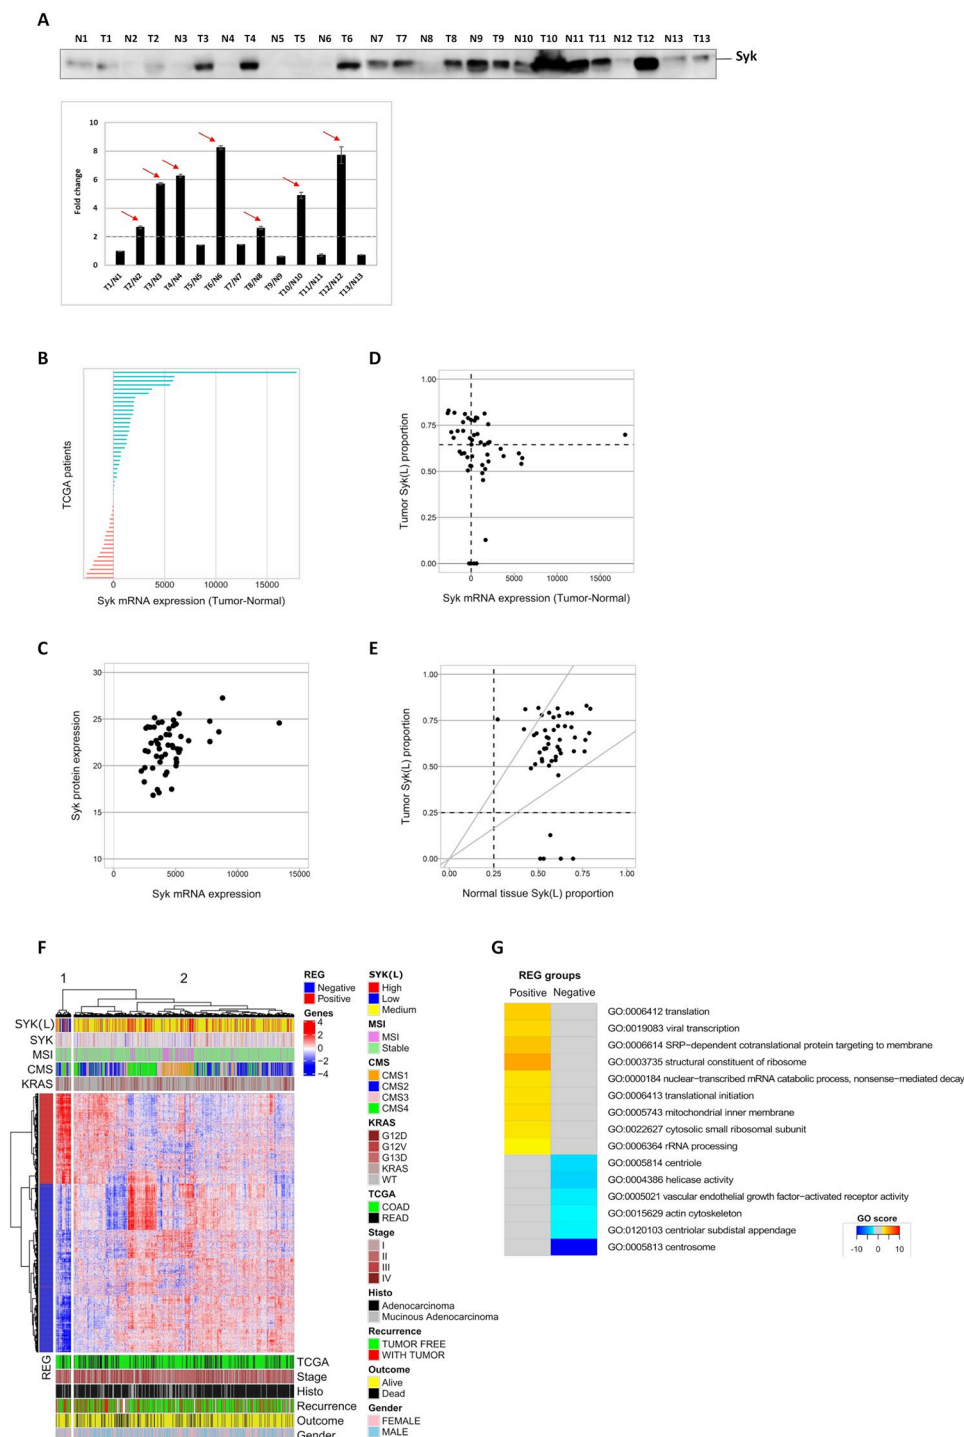 A
N1 T1 N2 T2 N3 T3 N4 T4 N5 T5 N6 T6 N7 T7 N8 T8 N9 T9 N10 T10 N11 T11 N12 T12 N13 T13
Syk
Fold change
10
8
6
4
2
0
T1/N1 T2/N2 T3/N3 T4/N4 T5/N5 T6/N6 T7/N7 T8/N8 T9/N9 T10/N10 T11/N11 T12/N12 T13/N13
B
TCGA patients
0 5000 10000 15000
Syk mRNA expression (Tumor-Normal)
D
Tumor Syk(L) proportion
1.00
0.75
0.50
0.25
0.00
0 5000 10000 15000
Syk mRNA expression (Tumor-Normal)
C
Syk protein expression
30
25
20
15
10
0 5000 10000 15000
Syk mRNA expression
E
Tumor Syk(L) proportion
1.00
0.75
0.50
0.25
0.00
0.00 0.25 0.50 0.75 1.00
Normal tissue Syk(L) proportion
F
1 2
SYK(L)
SYK
MSI
CMS
KRAS
REG
TCGA
Stage
Histo
Recurrence
Outcome
Gender
REG
Negative
Positive
Genes
4
2
0
−2
−4
SYK(L)
High
Low
Medium
MSI
MSI
Stable
CMS
CMS1
CMS2
CMS3
CMS4
KRAS
G12D
G12V
G13D
KRAS
WT
TCGA
COAD
READ
Stage
I
II
III
IV
Histo
Adenocarcinoma
Mucinous Adenocarcinoma
Recurrence
TUMOR FREE
WITH TUMOR
Outcome
Alive
Dead
Gender
FEMALE
MALE
G
REG groups
Positive Negative
GO:0006412 translation
GO:0019083 viral transcription
GO:0006614 SRP-dependent cotranslational protein targeting to membrane
GO:0003735 structural constituent of ribosome
GO:0000184 nuclear-transcribed mRNA catabolic process, nonsense-mediated decay
GO:0006413 translational initiation
GO:0005743 mitochondrial inner membrane
GO:0022627 cytosolic small ribosomal subunit
GO:0006364 rRNA processing
GO:0005814 centriole
GO:0004386 helicase activity
GO:0005021 vascular endothelial growth factor-activated receptor activity
GO:0015629 actin cytoskeleton
GO:0120103 centriolar subdistal appendage
GO:0005813 centrosome
GO score
-10 0 10